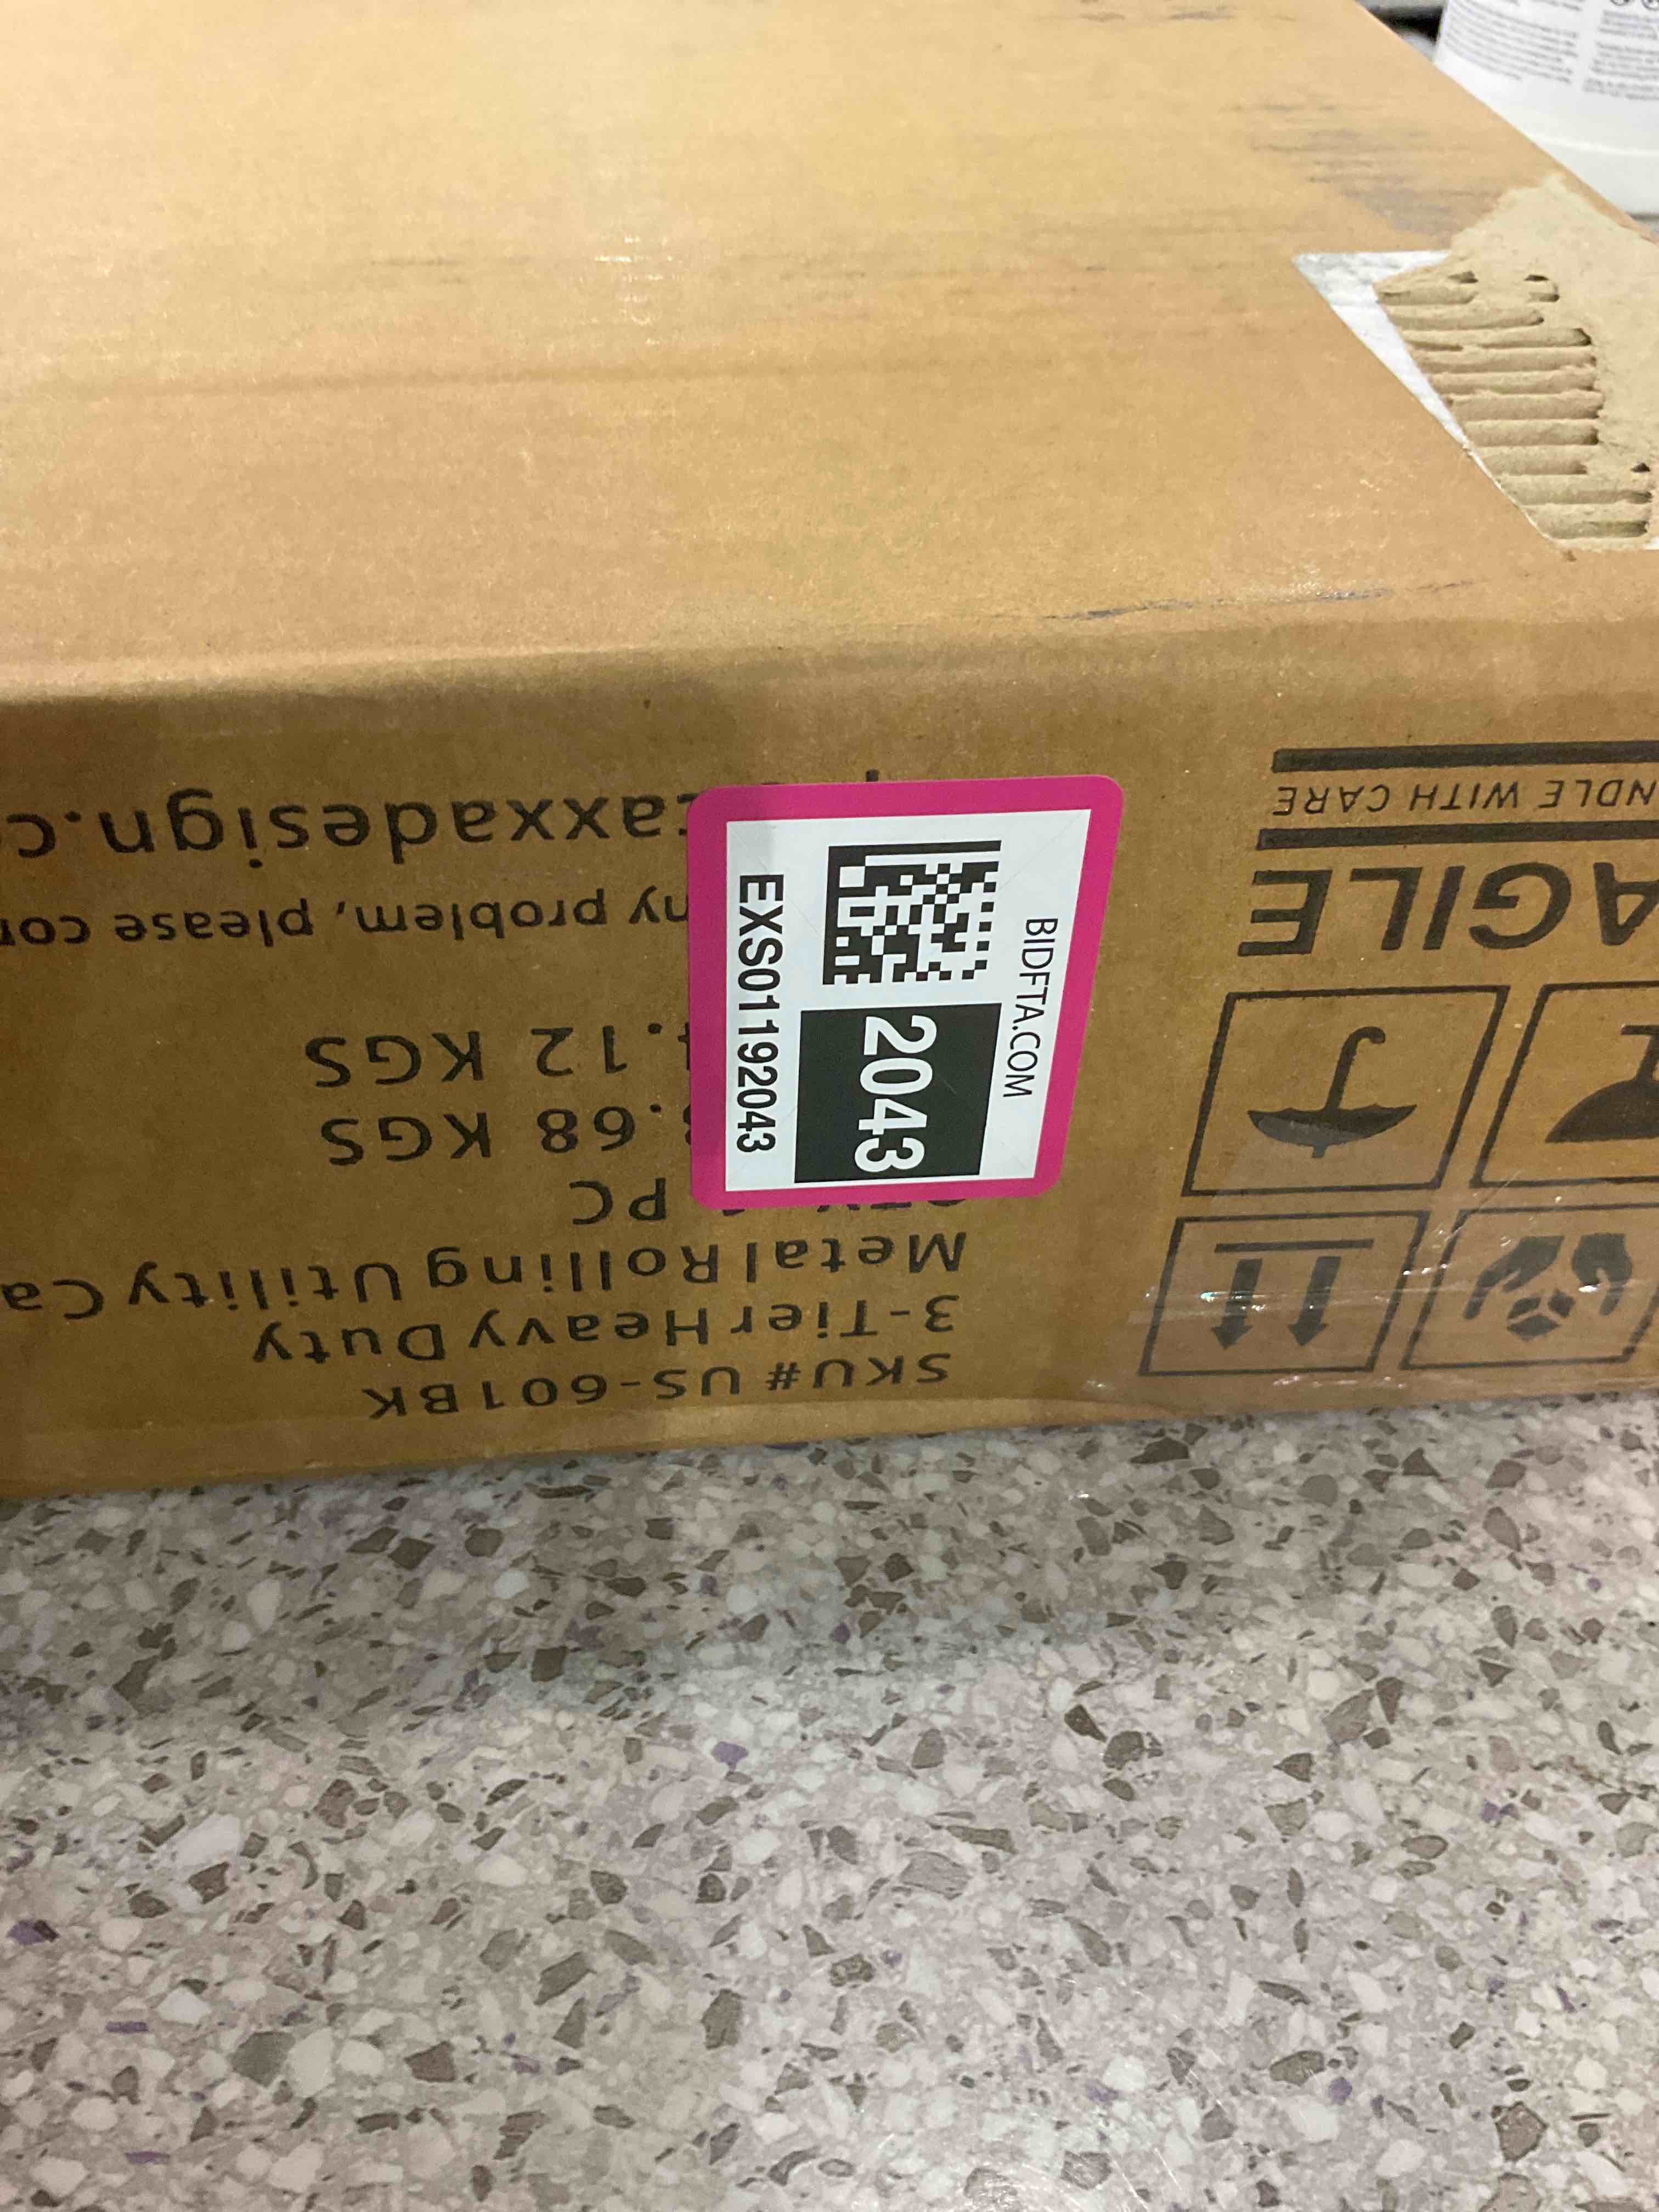 BIDFTA.COM
2043
EXS01192043
SKU# US-601BK
3-Tier Heavy Duty
Metal Rolling Utility Ca
PC
.68 KGS
.12 KGS
ny problem, please con
axxadesign.c
AGILE
NDLE WITH CARE